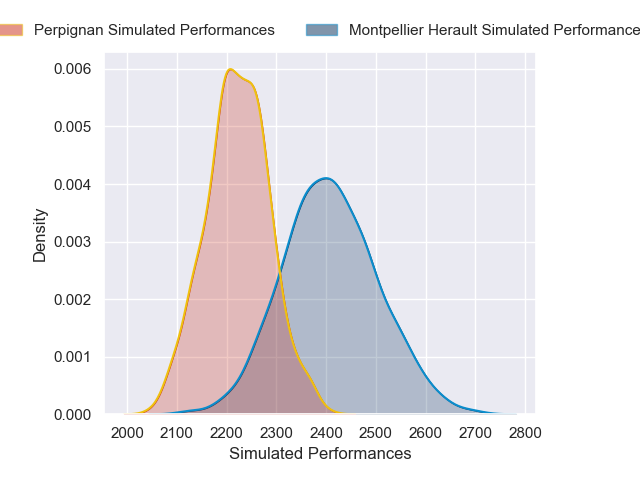 Perpignan Simulated Performances
Montpellier Herault Simulated Performance
0.006
0.005
0.004
0.003
0.002
0.001
0.000
Density
2000 2100 2200 2300 2400 2500 2600 2700 2800
Simulated Performances